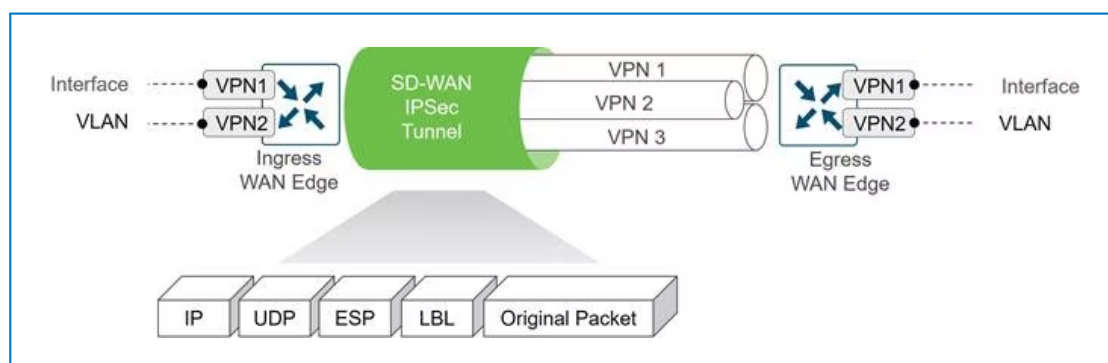 Interface
VPN1
VLAN
VPN2
Ingress
WAN Edge
SD-WAN
IPSec
Tunnel
VPN 1
VPN 2
VPN 3
VPN1
Interface
VPN2
VLAN
Egress
WAN Edge
IP
UDP
ESP
LBL
Original Packet